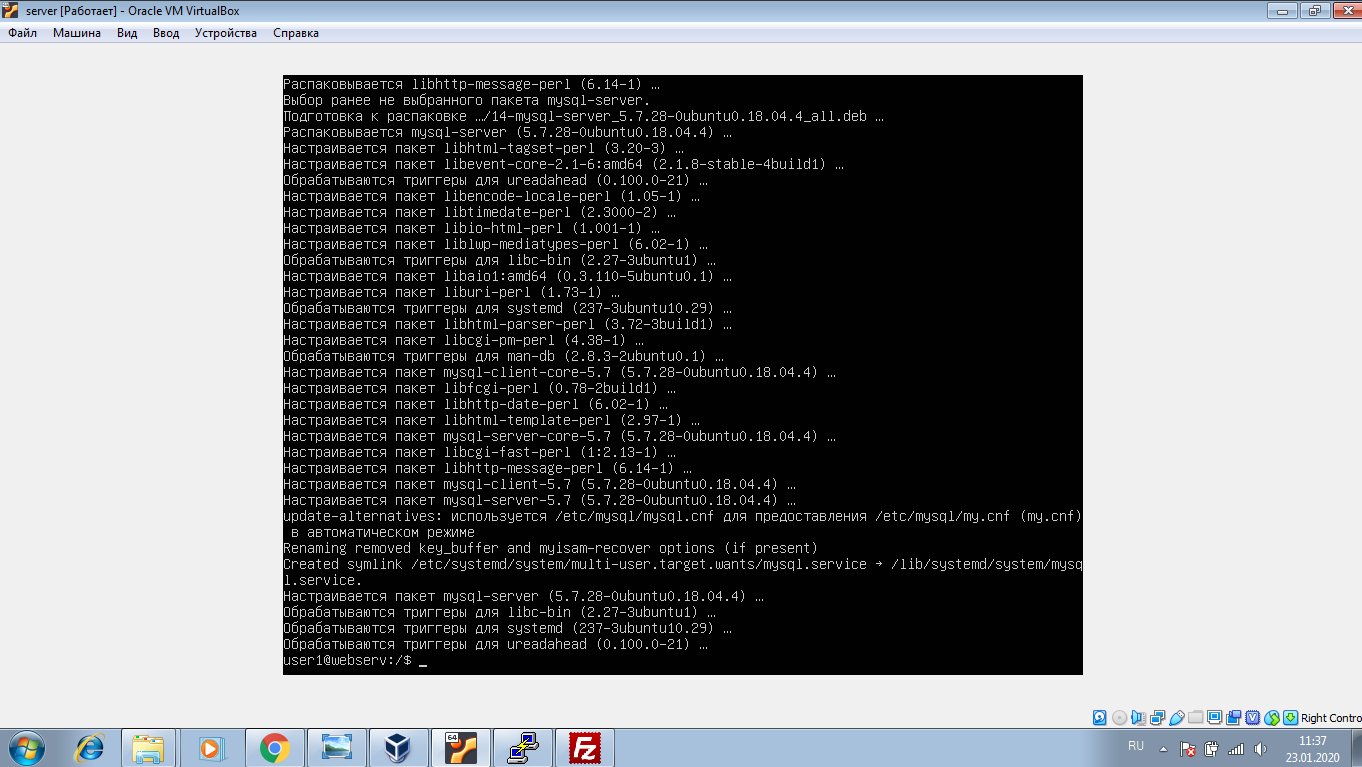 server [Работает] - Oracle VM VirtualBox
Файл Машина Вид Ввод Устройства Справка
Распаковывается libhttp-message-perl (6.14-1) …
Выбор ранее не выбранного пакета mysql-server.
Подготовка к распаковке …/14-mysql-server_5.7.28-0ubuntu0.18.04.4_all.deb …
Распаковывается mysql-server (5.7.28-0ubuntu0.18.04.4) …
Настраивается пакет libhtml-tagset-perl (3.20-3) …
Настраивается пакет libevent-core-2.1-6:amd64 (2.1.8-stable-4build1) …
Обрабатываются триггеры для ureadahead (0.100.0-21) …
Настраивается пакет libencode-locale-perl (1.05-1) …
Настраивается пакет libtimedate-perl (2.3000-2) …
Настраивается пакет libio-html-perl (1.001-1) …
Настраивается пакет liblwp-mediatypes-perl (6.02-1) …
Обрабатываются триггеры для libc-bin (2.27-3ubuntu1) …
Настраивается пакет libaio1:amd64 (0.3.110-5ubuntu0.1) …
Настраивается пакет liburi-perl (1.73-1) …
Обрабатываются триггеры для systemd (237-3ubuntu10.29) …
Настраивается пакет libhtml-parser-perl (3.72-3build1) …
Настраивается пакет libcgi-pm-perl (4.38-1) …
Обрабатываются триггеры для man-db (2.8.3-2ubuntu0.1) …
Настраивается пакет mysql-client-core-5.7 (5.7.28-0ubuntu0.18.04.4) …
Настраивается пакет libfcgi-perl (0.78-2build1) …
Настраивается пакет libhttp-date-perl (6.02-1) …
Настраивается пакет libhtml-template-perl (2.97-1) …
Настраивается пакет mysql-server-core-5.7 (5.7.28-0ubuntu0.18.04.4) …
Настраивается пакет libcgi-fast-perl (1:2.13-1) …
Настраивается пакет libhttp-message-perl (6.14-1) …
Настраивается пакет mysql-client-5.7 (5.7.28-0ubuntu0.18.04.4) …
Настраивается пакет mysql-server-5.7 (5.7.28-0ubuntu0.18.04.4) …
update-alternatives: используется /etc/mysql/mysql.cnf для предоставления /etc/mysql/my.cnf (my.cnf)
в автоматическом режиме
Renaming removed key_buffer and myisam-recover options (if present)
Created symlink /etc/systemd/system/multi-user.target.wants/mysql.service → /lib/systemd/system/mysq
l.service.
Настраивается пакет mysql-server (5.7.28-0ubuntu0.18.04.4) …
Обрабатываются триггеры для libc-bin (2.27-3ubuntu1) …
Обрабатываются триггеры для systemd (237-3ubuntu10.29) …
Обрабатываются триггеры для ureadahead (0.100.0-21) …
user1@webserv:/$ _
Right Contro
64
RU
11:37
23.01.2020